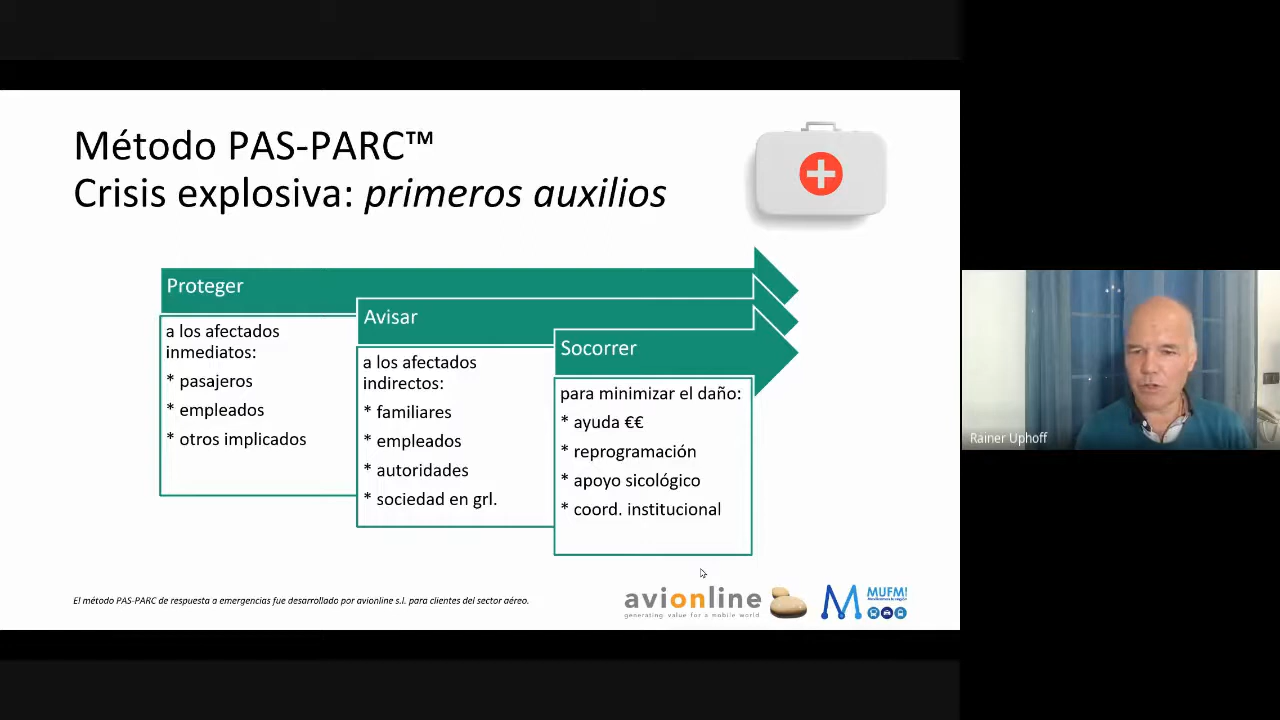 Método PAS-PARC™
Crisis explosiva: primeros auxilios
Proteger
a los afectados
inmediatos:
* pasajeros
* empleados
* otros implicados
Avisar
a los afectados
indirectos:
* familiares
* empleados
* autoridades
* sociedad en grl.
Socorrer
para minimizar el daño:
* ayuda €€
* reprogramación
* apoyo sicológico
* coord. institucional
El método PAS-PARC de respuesta a emergencias fue desarrollado por avionline s.l. para clientes del sector aéreo.
avionline
generating value for a mobile world
MUFMI
Rainer Uphoff